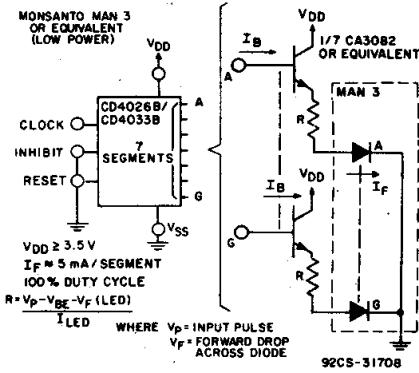 MONSANTO MAN 3
OR EQUIVALENT
(LOW POWER)
VDD
CD4026B/
CD4033B
7
SEGMENTS
A
G
CLOCK
INHIBIT
RESET
VSS
VDD ≥ 3.5 V
IF ≈ 5 mA/SEGMENT
100% DUTY CYCLE
R = VP-VBE-VF (LED)
ILED
WHERE VP = INPUT PULSE
VF = FORWARD DROP
ACROSS DIODE
VDD
IB
A
1/7 CA3082
OR EQUIVALENT
R
MAN 3
A
IF
VDD
IB
G
R
G
92CS-31708